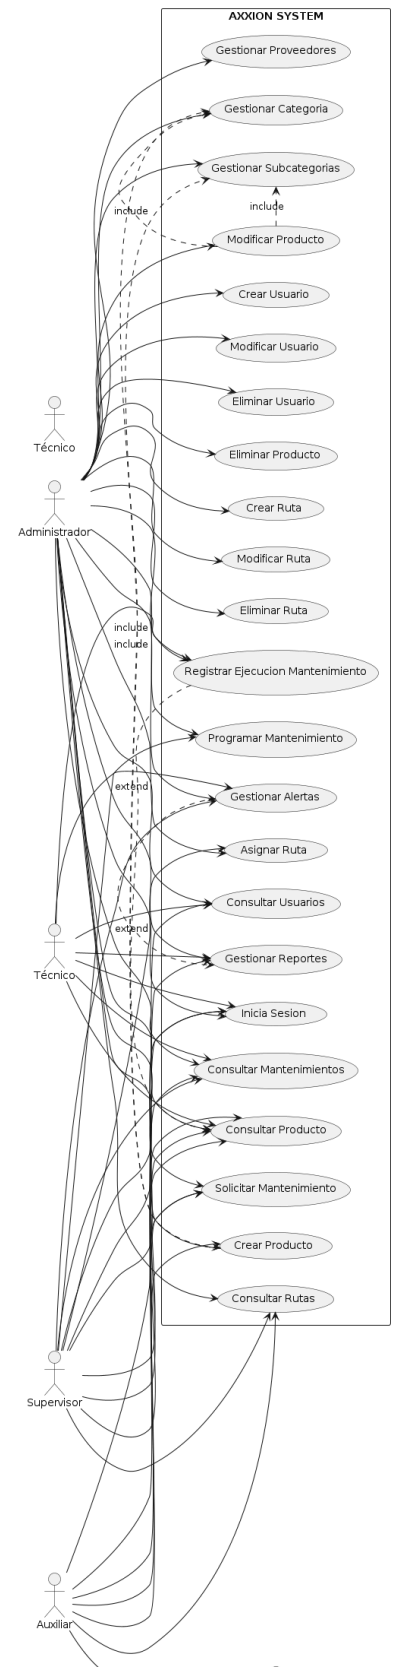 AXXION SYSTEM
Gestionar Proveedores
Gestionar Categoria
Gestionar Subcategorias
include
include
Modificar Producto
Crear Usuario
Modificar Usuario
Eliminar Usuario
Técnico
Eliminar Producto
Administrador
Crear Ruta
Modificar Ruta
Eliminar Ruta
include
include
Registrar Ejecucion Mantenimiento
Programar Mantenimiento
extend
Gestionar Alertas
Asignar Ruta
Consultar Usuarios
extend
Técnico
Gestionar Reportes
Inicia Sesion
Consultar Mantenimientos
Consultar Producto
Solicitar Mantenimiento
Crear Producto
Consultar Rutas
Supervisor
Auxiliar